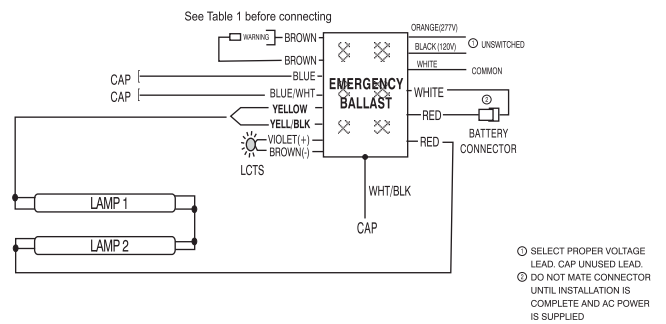 See Table 1 before connecting
WARNING
BROWN
BROWN
BLUE
CAP
BLUE/WHT
CAP
YELLOW
YELL/BLK
VIOLET(+)
BROWN(-)
LCTS
EMERGENCY
BALLAST
ORANGE(277V)
① UNSWITCHED
BLACK (120V)
WHITE
COMMON
WHITE
②
RED
BATTERY
CONNECTOR
RED
WHT/BLK
CAP
LAMP 1
LAMP 2
① SELECT PROPER VOLTAGE
LEAD. CAP UNUSED LEAD.
② DO NOT MATE CONNECTOR
UNTIL INSTALLATION IS
COMPLETE AND AC POWER
IS SUPPLIED